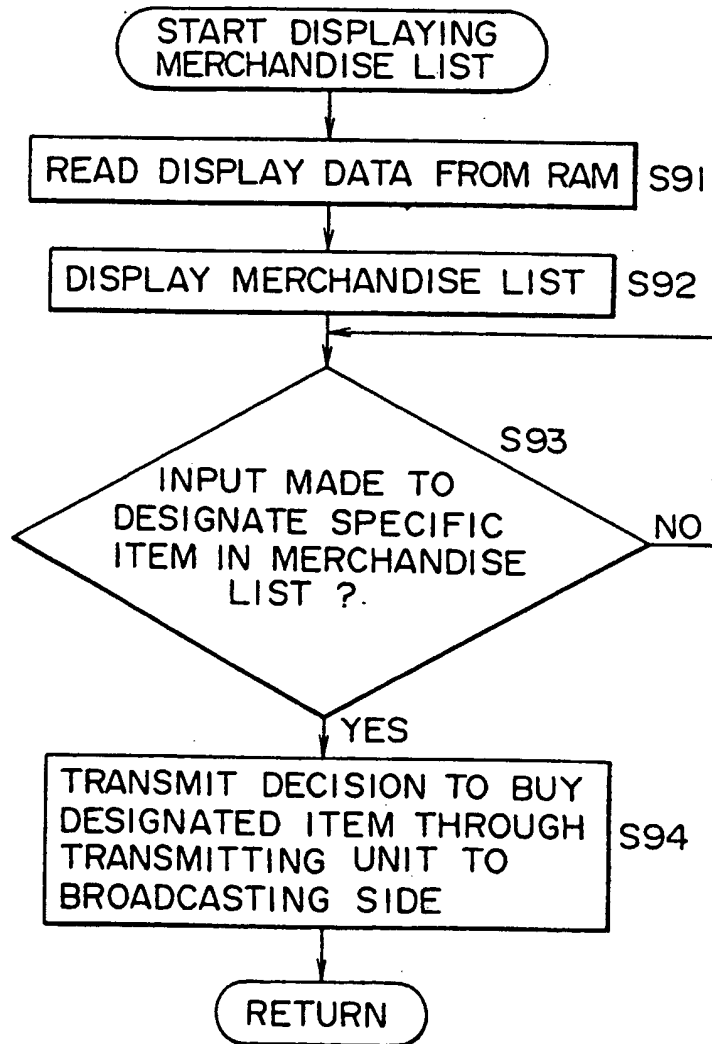 START DISPLAYING
MERCHANDISE LIST
READ DISPLAY DATA FROM RAM
S91
DISPLAY MERCHANDISE LIST
S92
S93
INPUT MADE TO
DESIGNATE SPECIFIC
ITEM IN MERCHANDISE
LIST ?.
NO
YES
TRANSMIT DECISION TO BUY
DESIGNATED ITEM THROUGH
TRANSMITTING UNIT TO
BROADCASTING SIDE
S94
RETURN